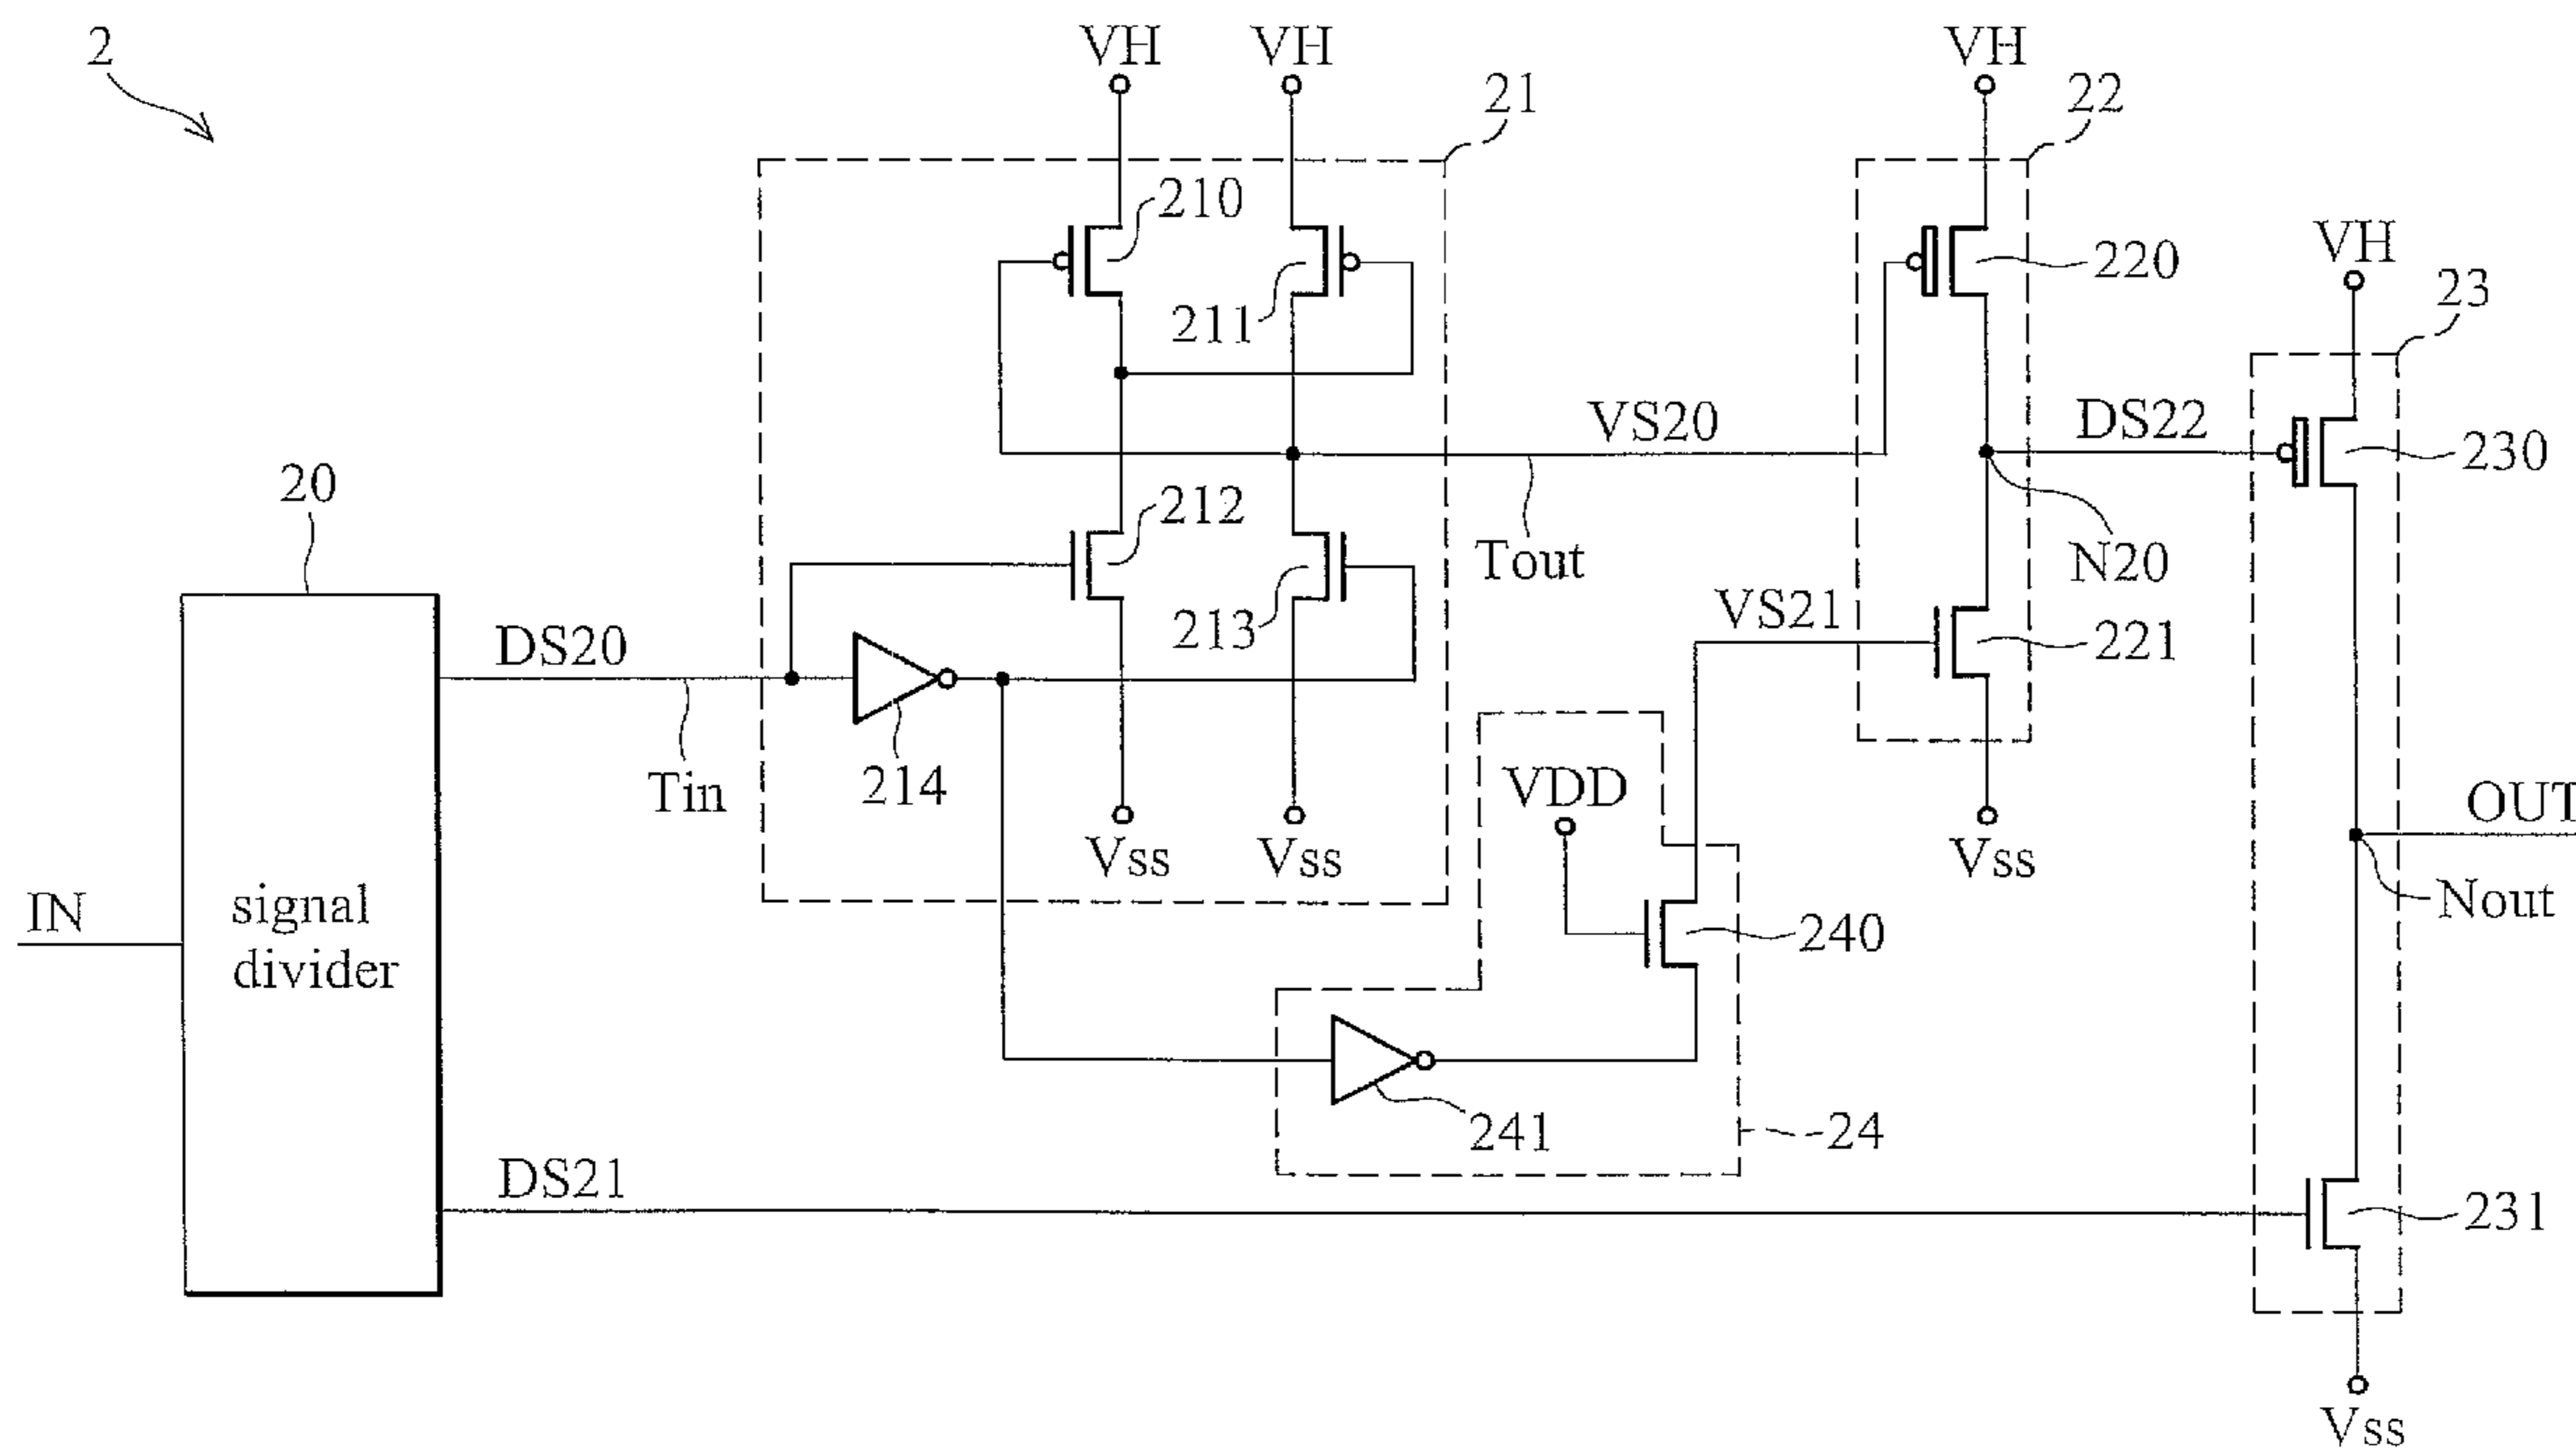 2
VH
VH
VH
21
22
210
VH
220
23
211
VS20
DS22
230
20
212
Tout
N20
213
VS21
221
DS20
214
Tin
VDD
OUT
Vss
Vss
Vss
IN
signal
divider
240
Nout
241
24
DS21
231
Vss